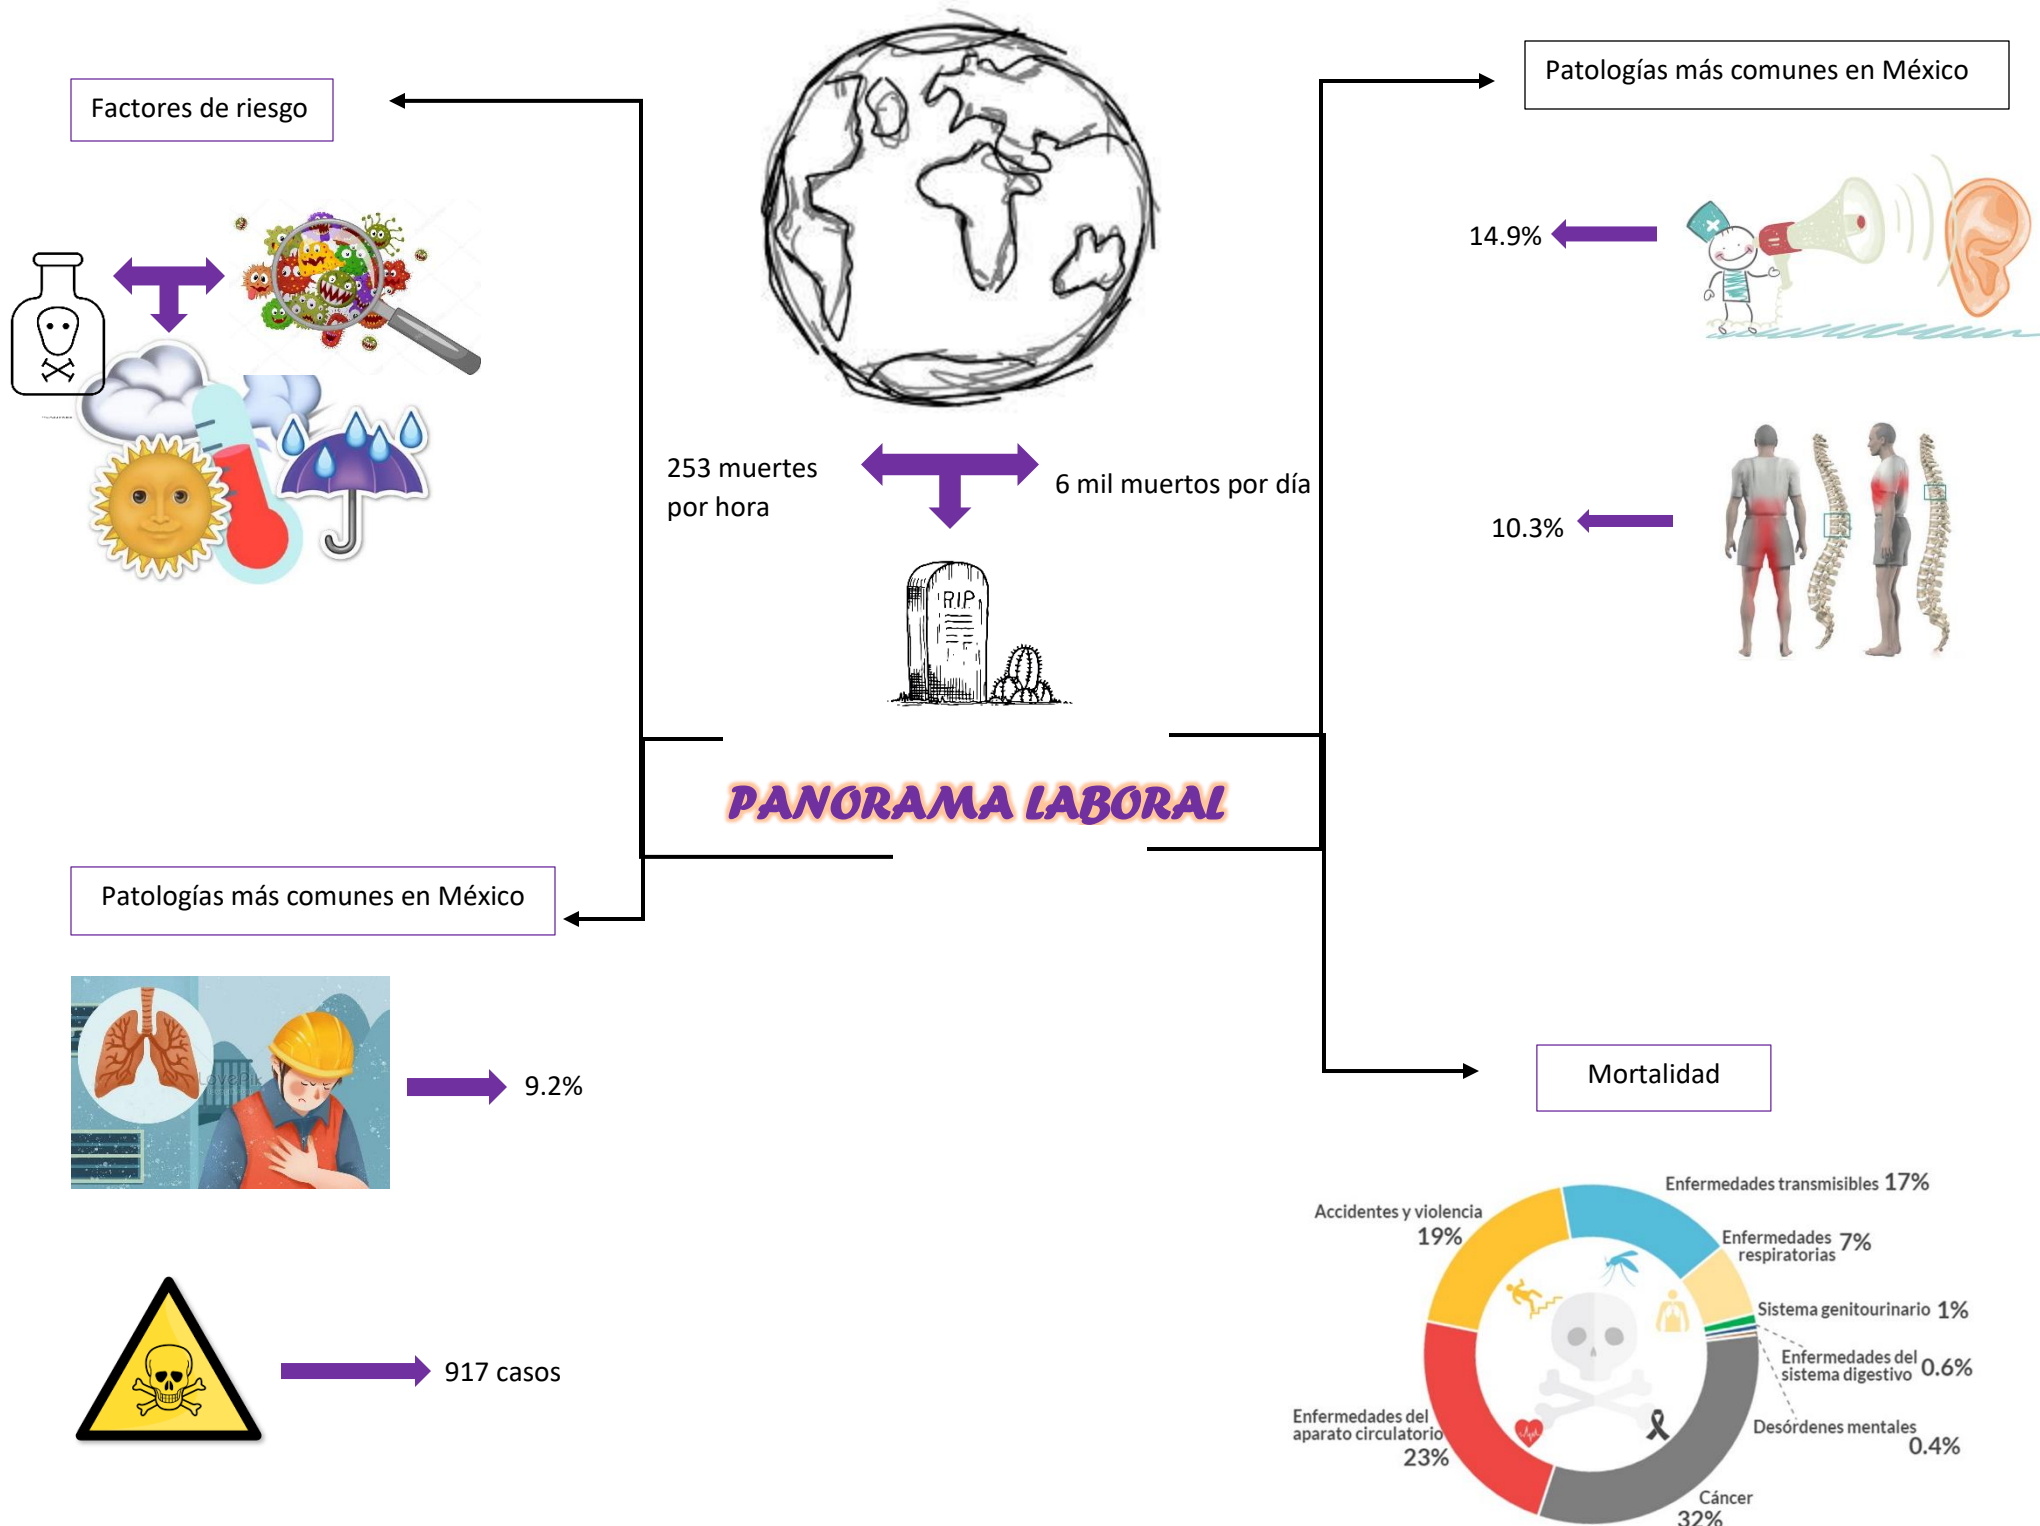 Factores de riesgo
Patologías más comunes en México
14.9%
10.3%
253 muertes
por hora
6 mil muertos por día
RIP
PANORAMA LABORAL
Patologías más comunes en México
LovePik
9.2%
917 casos
Mortalidad
Enfermedades transmisibles 17%
Accidentes y violencia
19%
Enfermedades
respiratorias 7%
Sistema genitourinario 1%
Enfermedades del
sistema digestivo 0.6%
Desórdenes mentales
0.4%
Enfermedades del
aparato circulatorio
23%
Cáncer
32%